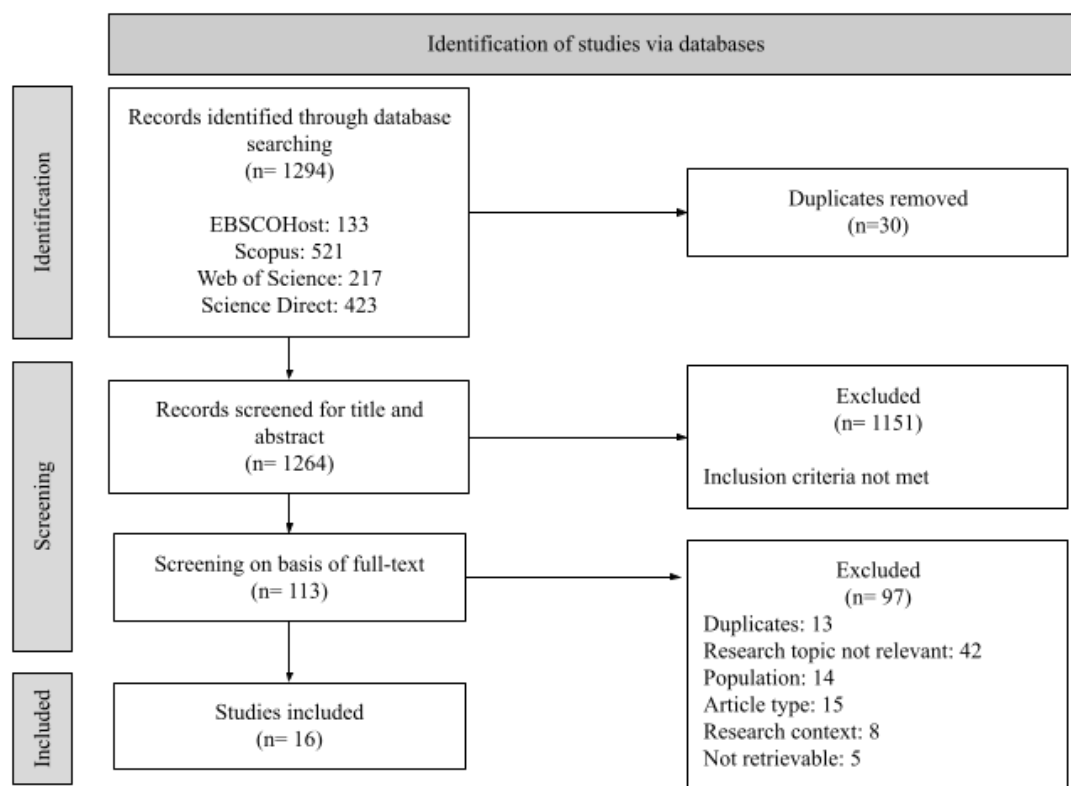 Identification of studies via databases
Identification
Records identified through database
searching
(n= 1294)
EBSCOHost: 133
Scopus: 521
Web of Science: 217
Science Direct: 423
Duplicates removed
(n=30)
Screening
Records screened for title and
abstract
(n= 1264)
Excluded
(n= 1151)
Inclusion criteria not met
Screening on basis of full-text
(n= 113)
Excluded
(n= 97)
Duplicates: 13
Research topic not relevant: 42
Population: 14
Article type: 15
Research context: 8
Not retrievable: 5
Included
Studies included
(n= 16)